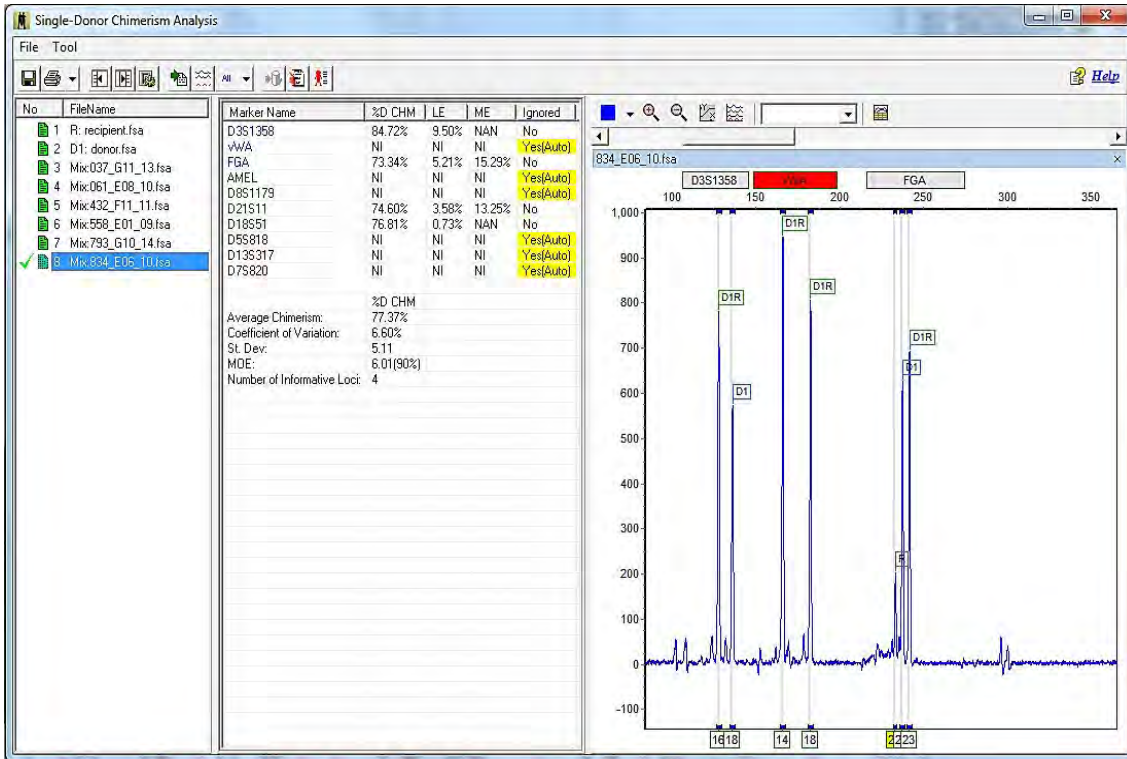 Single-Donor Chimerism Analysis
File Tool
All
Help
No FileName
1 R: recipient.fsa
2 D1: donor.fsa
3 Mix:037_G11_13.fsa
4 Mix:061_E08_10.fsa
5 Mix:432_F11_11.fsa
6 Mix:558_E01_09.fsa
7 Mix:793_G10_14.fsa
8 Mix:834_E06_10.fsa
Marker Name %D CHM LE ME Ignored
D3S1358 84.72% 9.50% NAN No
vWA NI NI NI Yes(Auto)
FGA 73.34% 5.21% 15.29% No
AMEL NI NI NI Yes(Auto)
D8S1179 NI NI NI Yes(Auto)
D21S11 74.60% 3.58% 13.25% No
D18S51 76.81% 0.73% NAN No
D5S818 NI NI NI Yes(Auto)
D13S317 NI NI NI Yes(Auto)
D7S820 NI NI NI Yes(Auto)
%D CHM
Average Chimerism: 77.37%
Coefficient of Variation: 6.60%
St. Dev: 5.11
MOE: 6.01(90%)
Number of Informative Loci: 4
834_E06_10.fsa
D3S1358 vWA FGA
100 150 200 250 300 350
1,000
900
800
700
600
500
400
300
200
100
0
-100
D1R
D1R
D1R
D1R
D1
D1
R
16 18 14 18 2 2 23